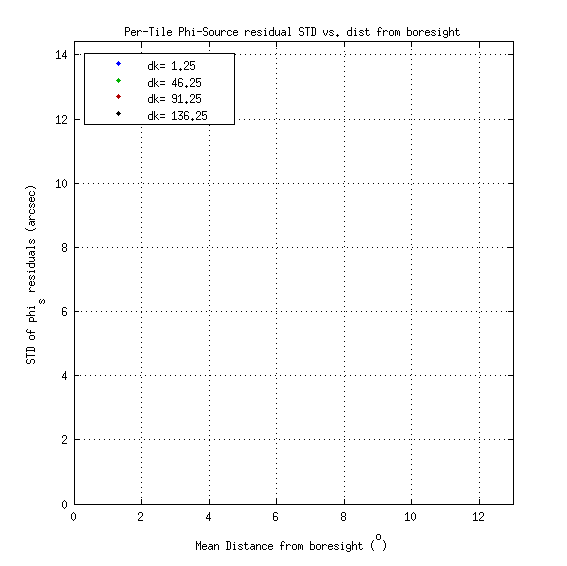 Per-Tile Phi-Source residual STD vs. dist from boresight
14
12
10
8
6
4
2
0
dk= 1.25
dk= 46.25
dk= 91.25
dk= 136.25
STD of phi_s residuals (arcsec)
0 2 4 6 8 10 12
Mean Distance from boresight (°)